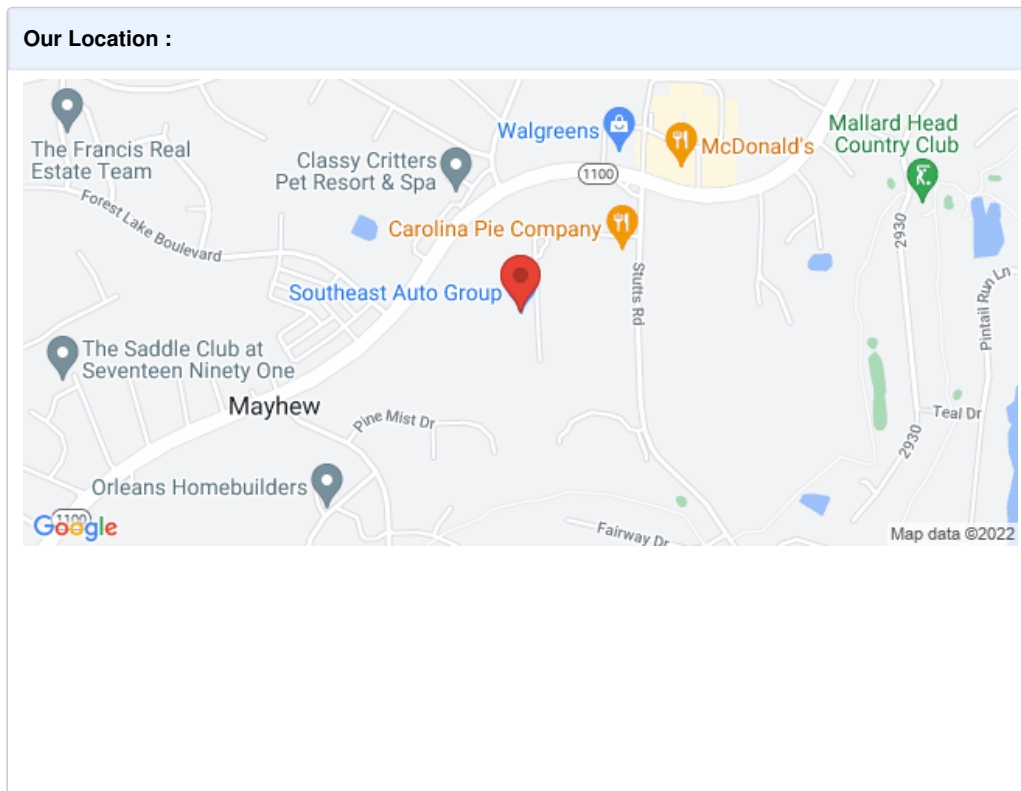 Our Location :
The Francis Real
Estate Team
Classy Critters
Pet Resort & Spa
Walgreens
McDonald's
Mallard Head
Country Club
1100
Forest Lake Boulevard
Carolina Pie Company
2930
Southeast Auto Group
Stutts Rd
Pintail Run Ln
The Saddle Club at
Seventeen Ninety One
Mayhew
Pine Mist Dr
Teal Dr
2930
Orleans Homebuilders
1100
Google
Fairway Dr
Map data ©2022